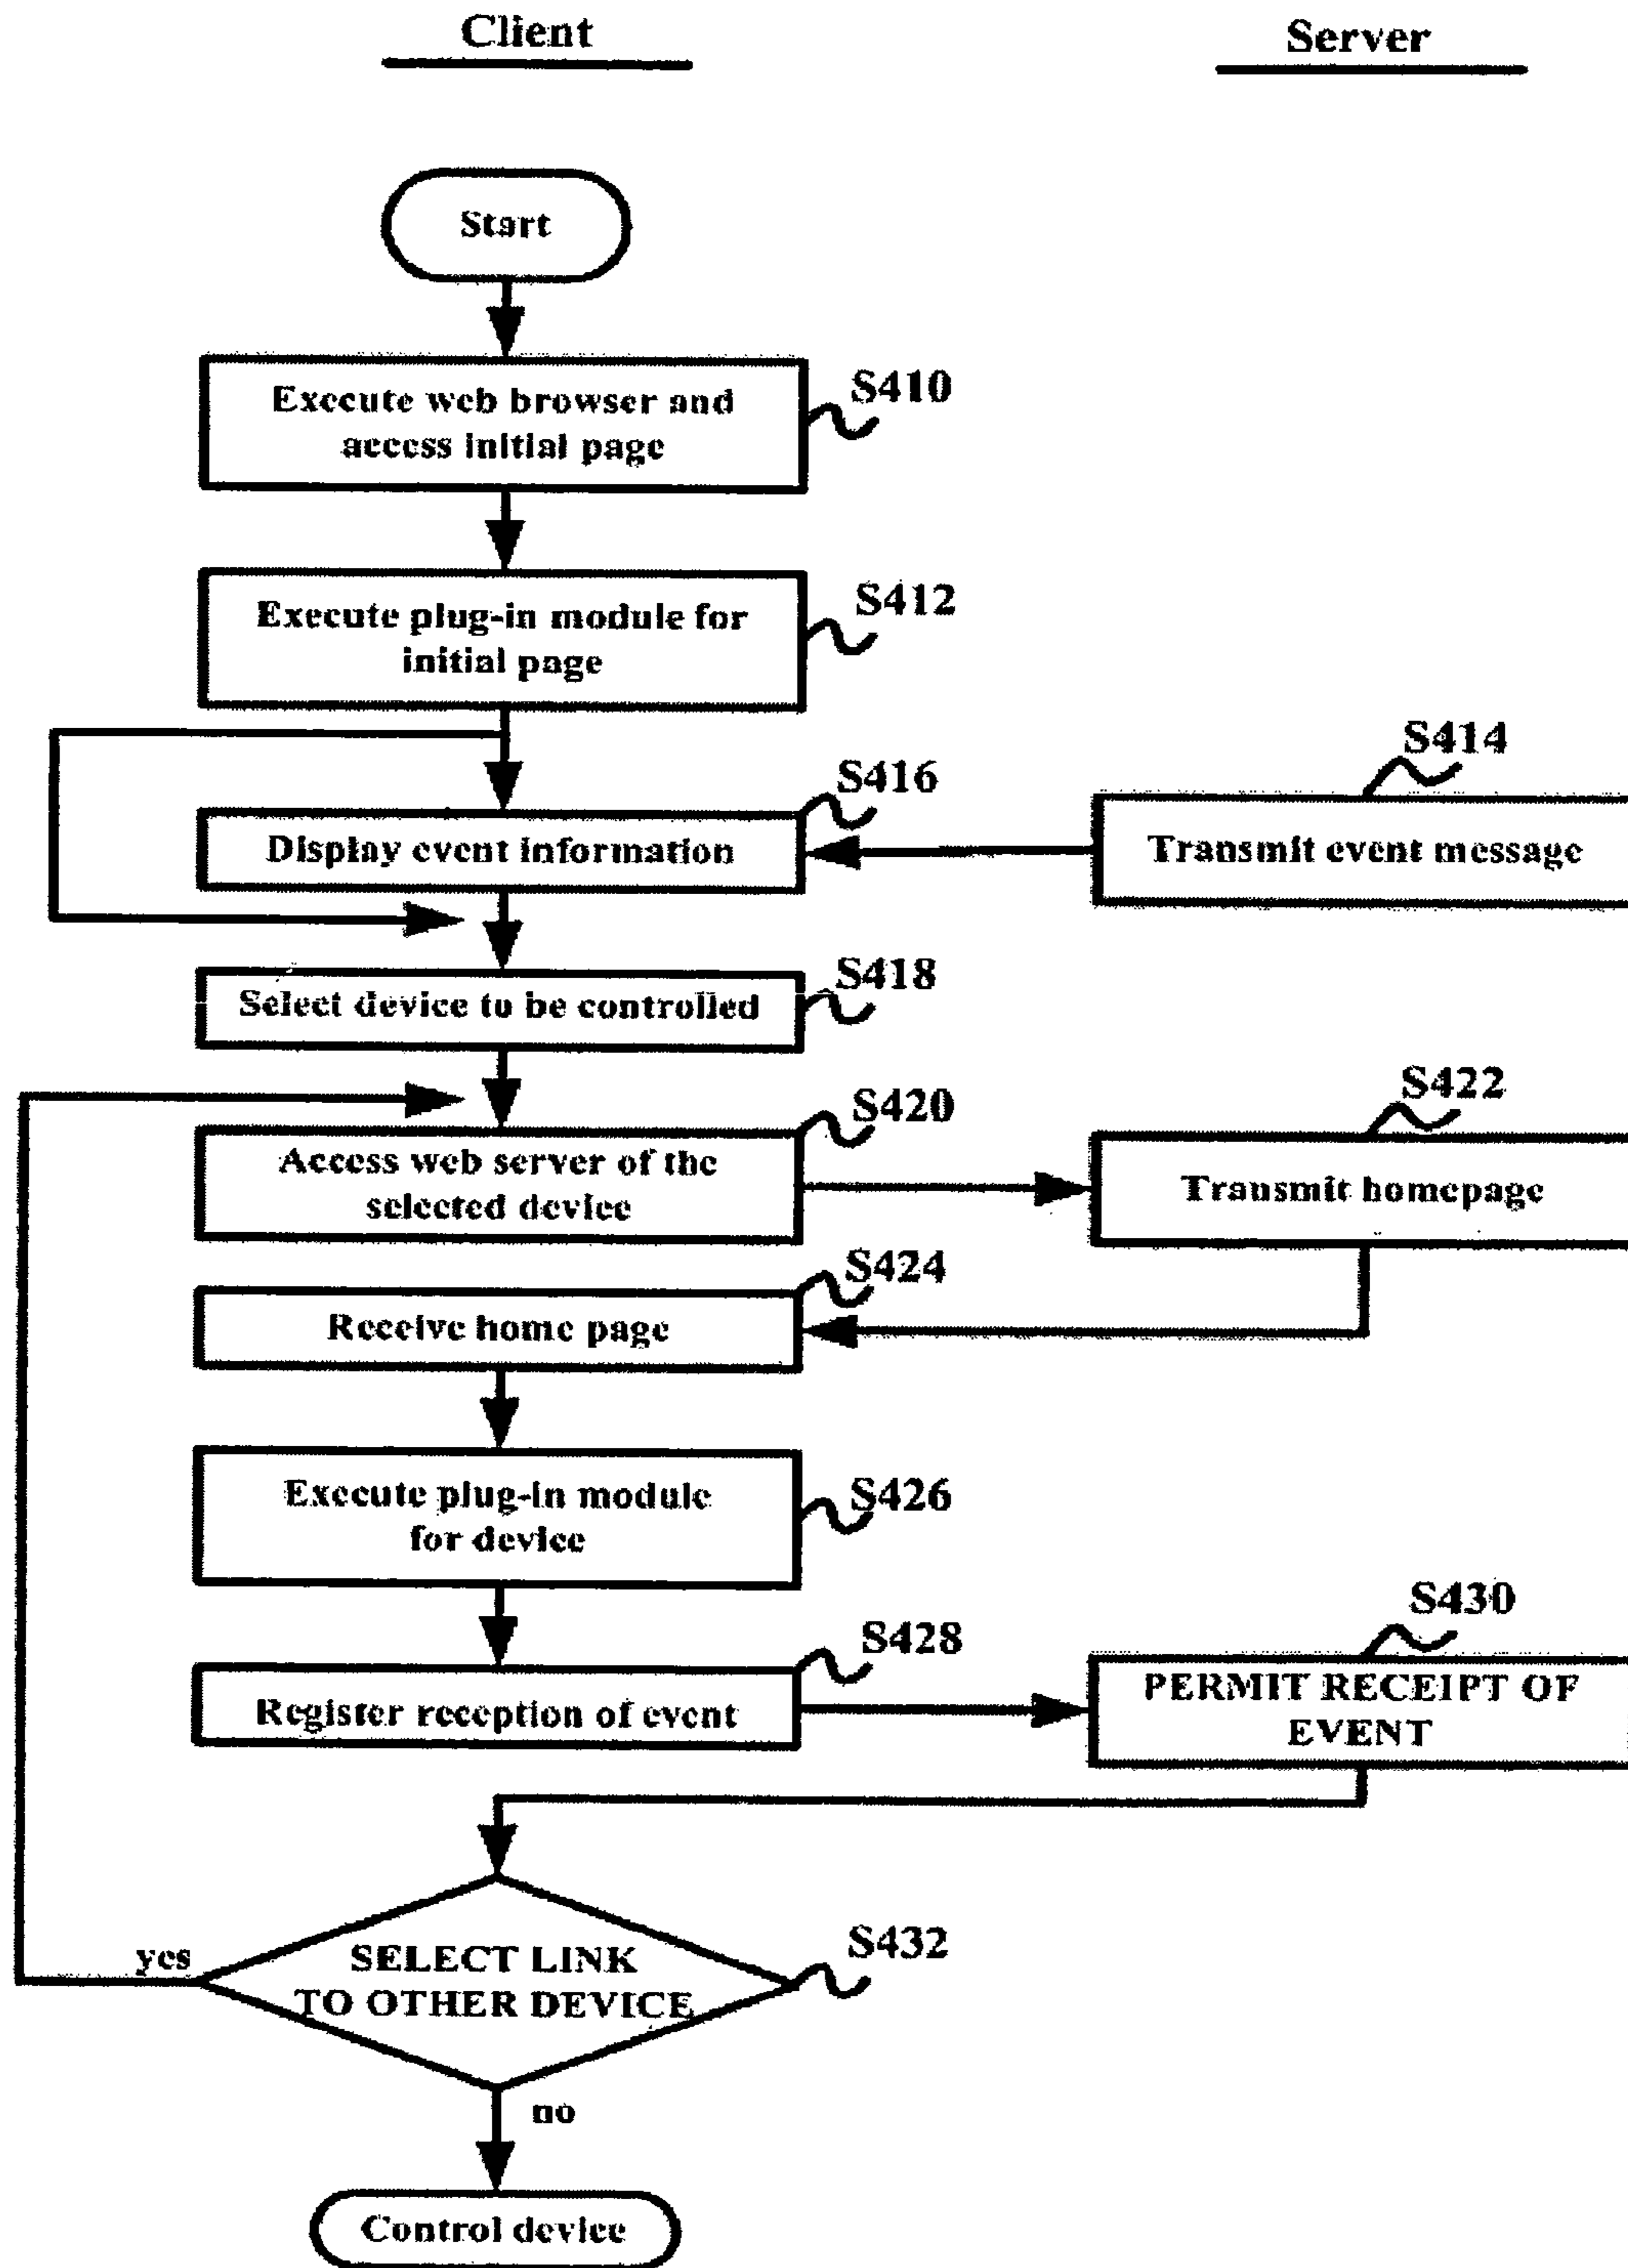 Client
Server
Start
Execute web browser and
access initial page
S410
Execute plug-in module for
initial page
S412
S414
S416
Display event information
Transmit event message
S418
Select device to be controlled
S420
S422
Access web server of the
selected device
Transmit homepage
S424
Receive home page
Execute plug-in module
for device
S426
S428
S430
Register reception of event
PERMIT RECEIPT OF
EVENT
yes
SELECT LINK
TO OTHER DEVICE
S432
no
Control device